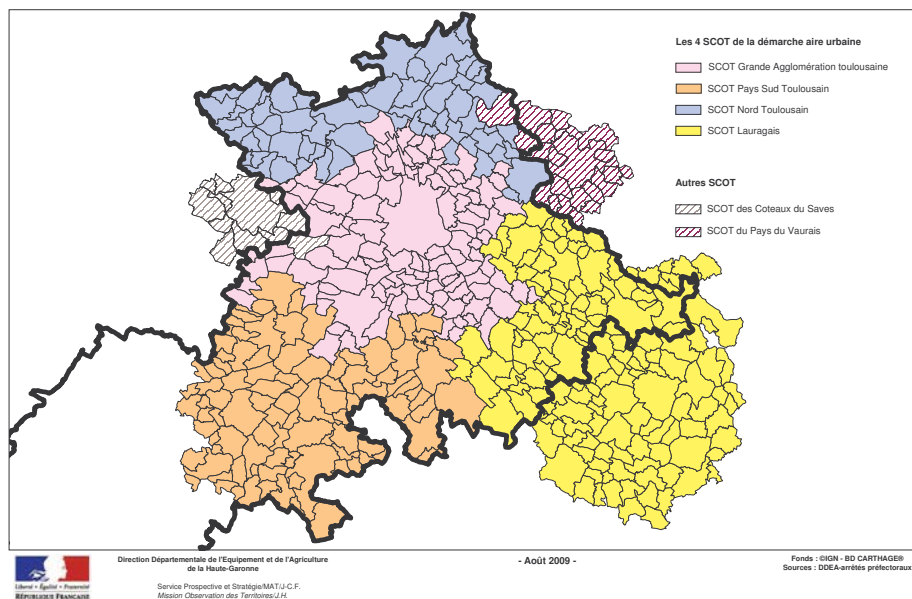 Les 4 SCOT de la démarche aire urbaine
SCOT Grande Agglomération toulousaine
SCOT Pays Sud Toulousain
SCOT Nord Toulousain
SCOT Lauragais
Autres SCOT
SCOT des Coteaux du Saves
SCOT du Pays du Vaurais
Liberté • Égalité • Fraternité
RÉPUBLIQUE FRANÇAISE
Direction Départementale de l'Equipement et de l'Agriculture
de la Haute-Garonne
Service Prospective et Stratégie/MAT/J-C.F.
Mission Observation des Territoires/J.H.
- Août 2009 -
Fonds : ©IGN - BD CARTHAGE®
Sources : DDEA-arrétés préfectoraux